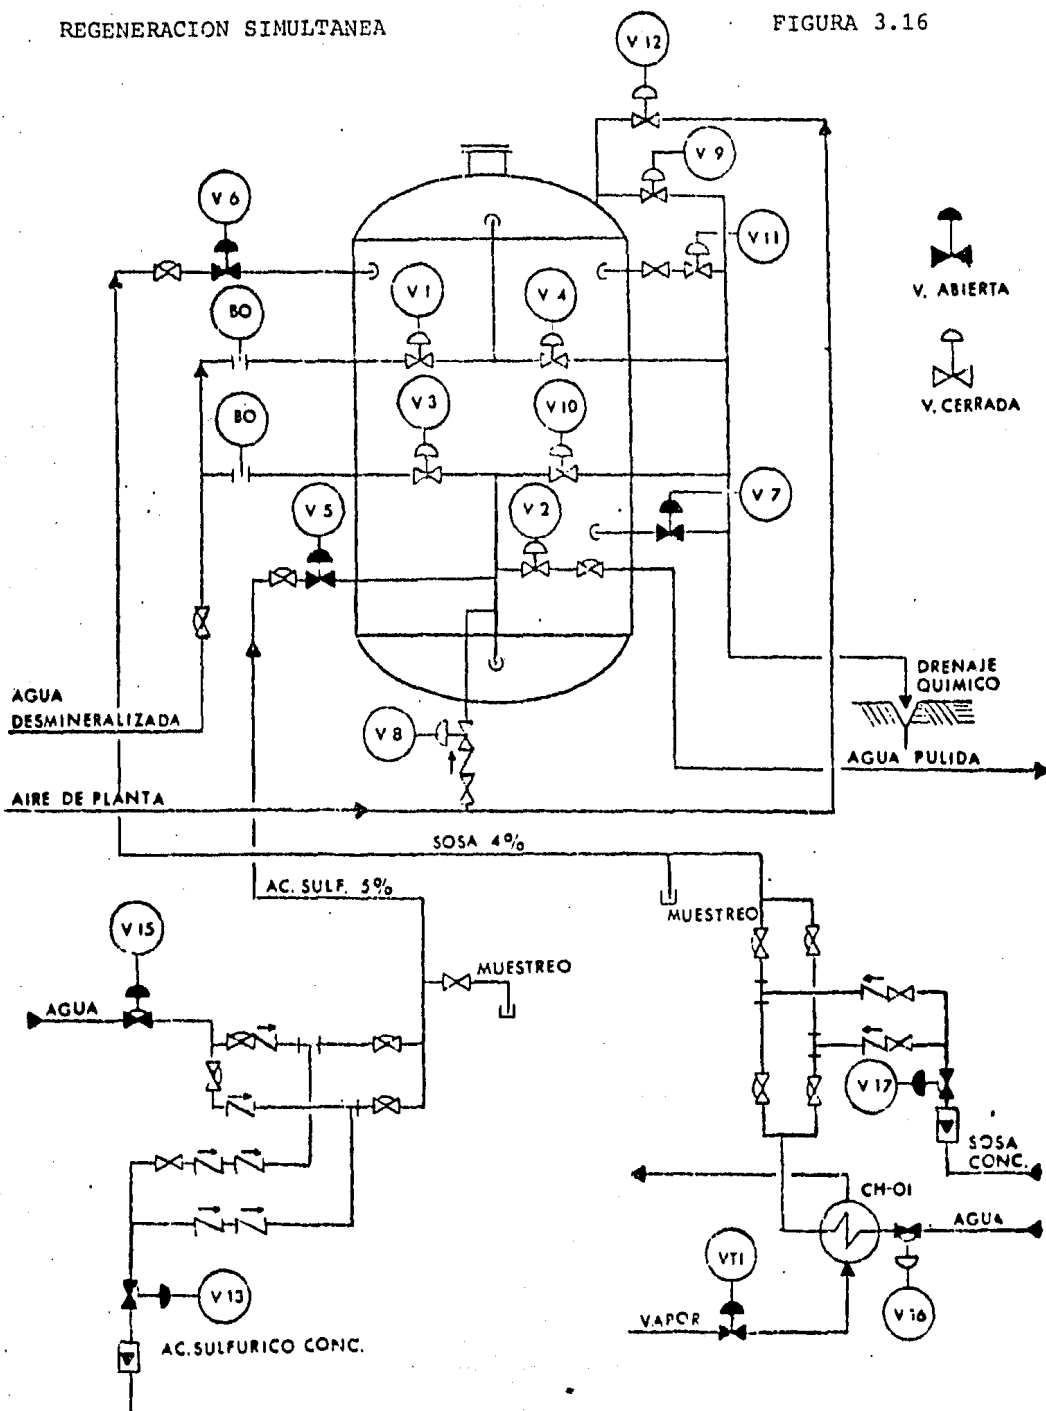 REGENERACION SIMULTANEA
FIGURA 3.16
V 12
V 9
V 6
V 11
V 1
V 4
V. ABIERTA
BO
V. CERRADA
V 3
V 10
BO
V 7
V 5
V 2
AGUA
DESMINERALIZADA
DRENAJE
QUIMICO
V 8
AGUA PULIDA
AIRE DE PLANTA
SOSA 4%
AC. SULF. 5%
MUESTREO
V 15
MUESTREO
AGUA
V 17
SOSA
CONC.
CH-01
AGUA
VT1
V 16
VAPOR
V 13
AC. SULFURICO CONC.